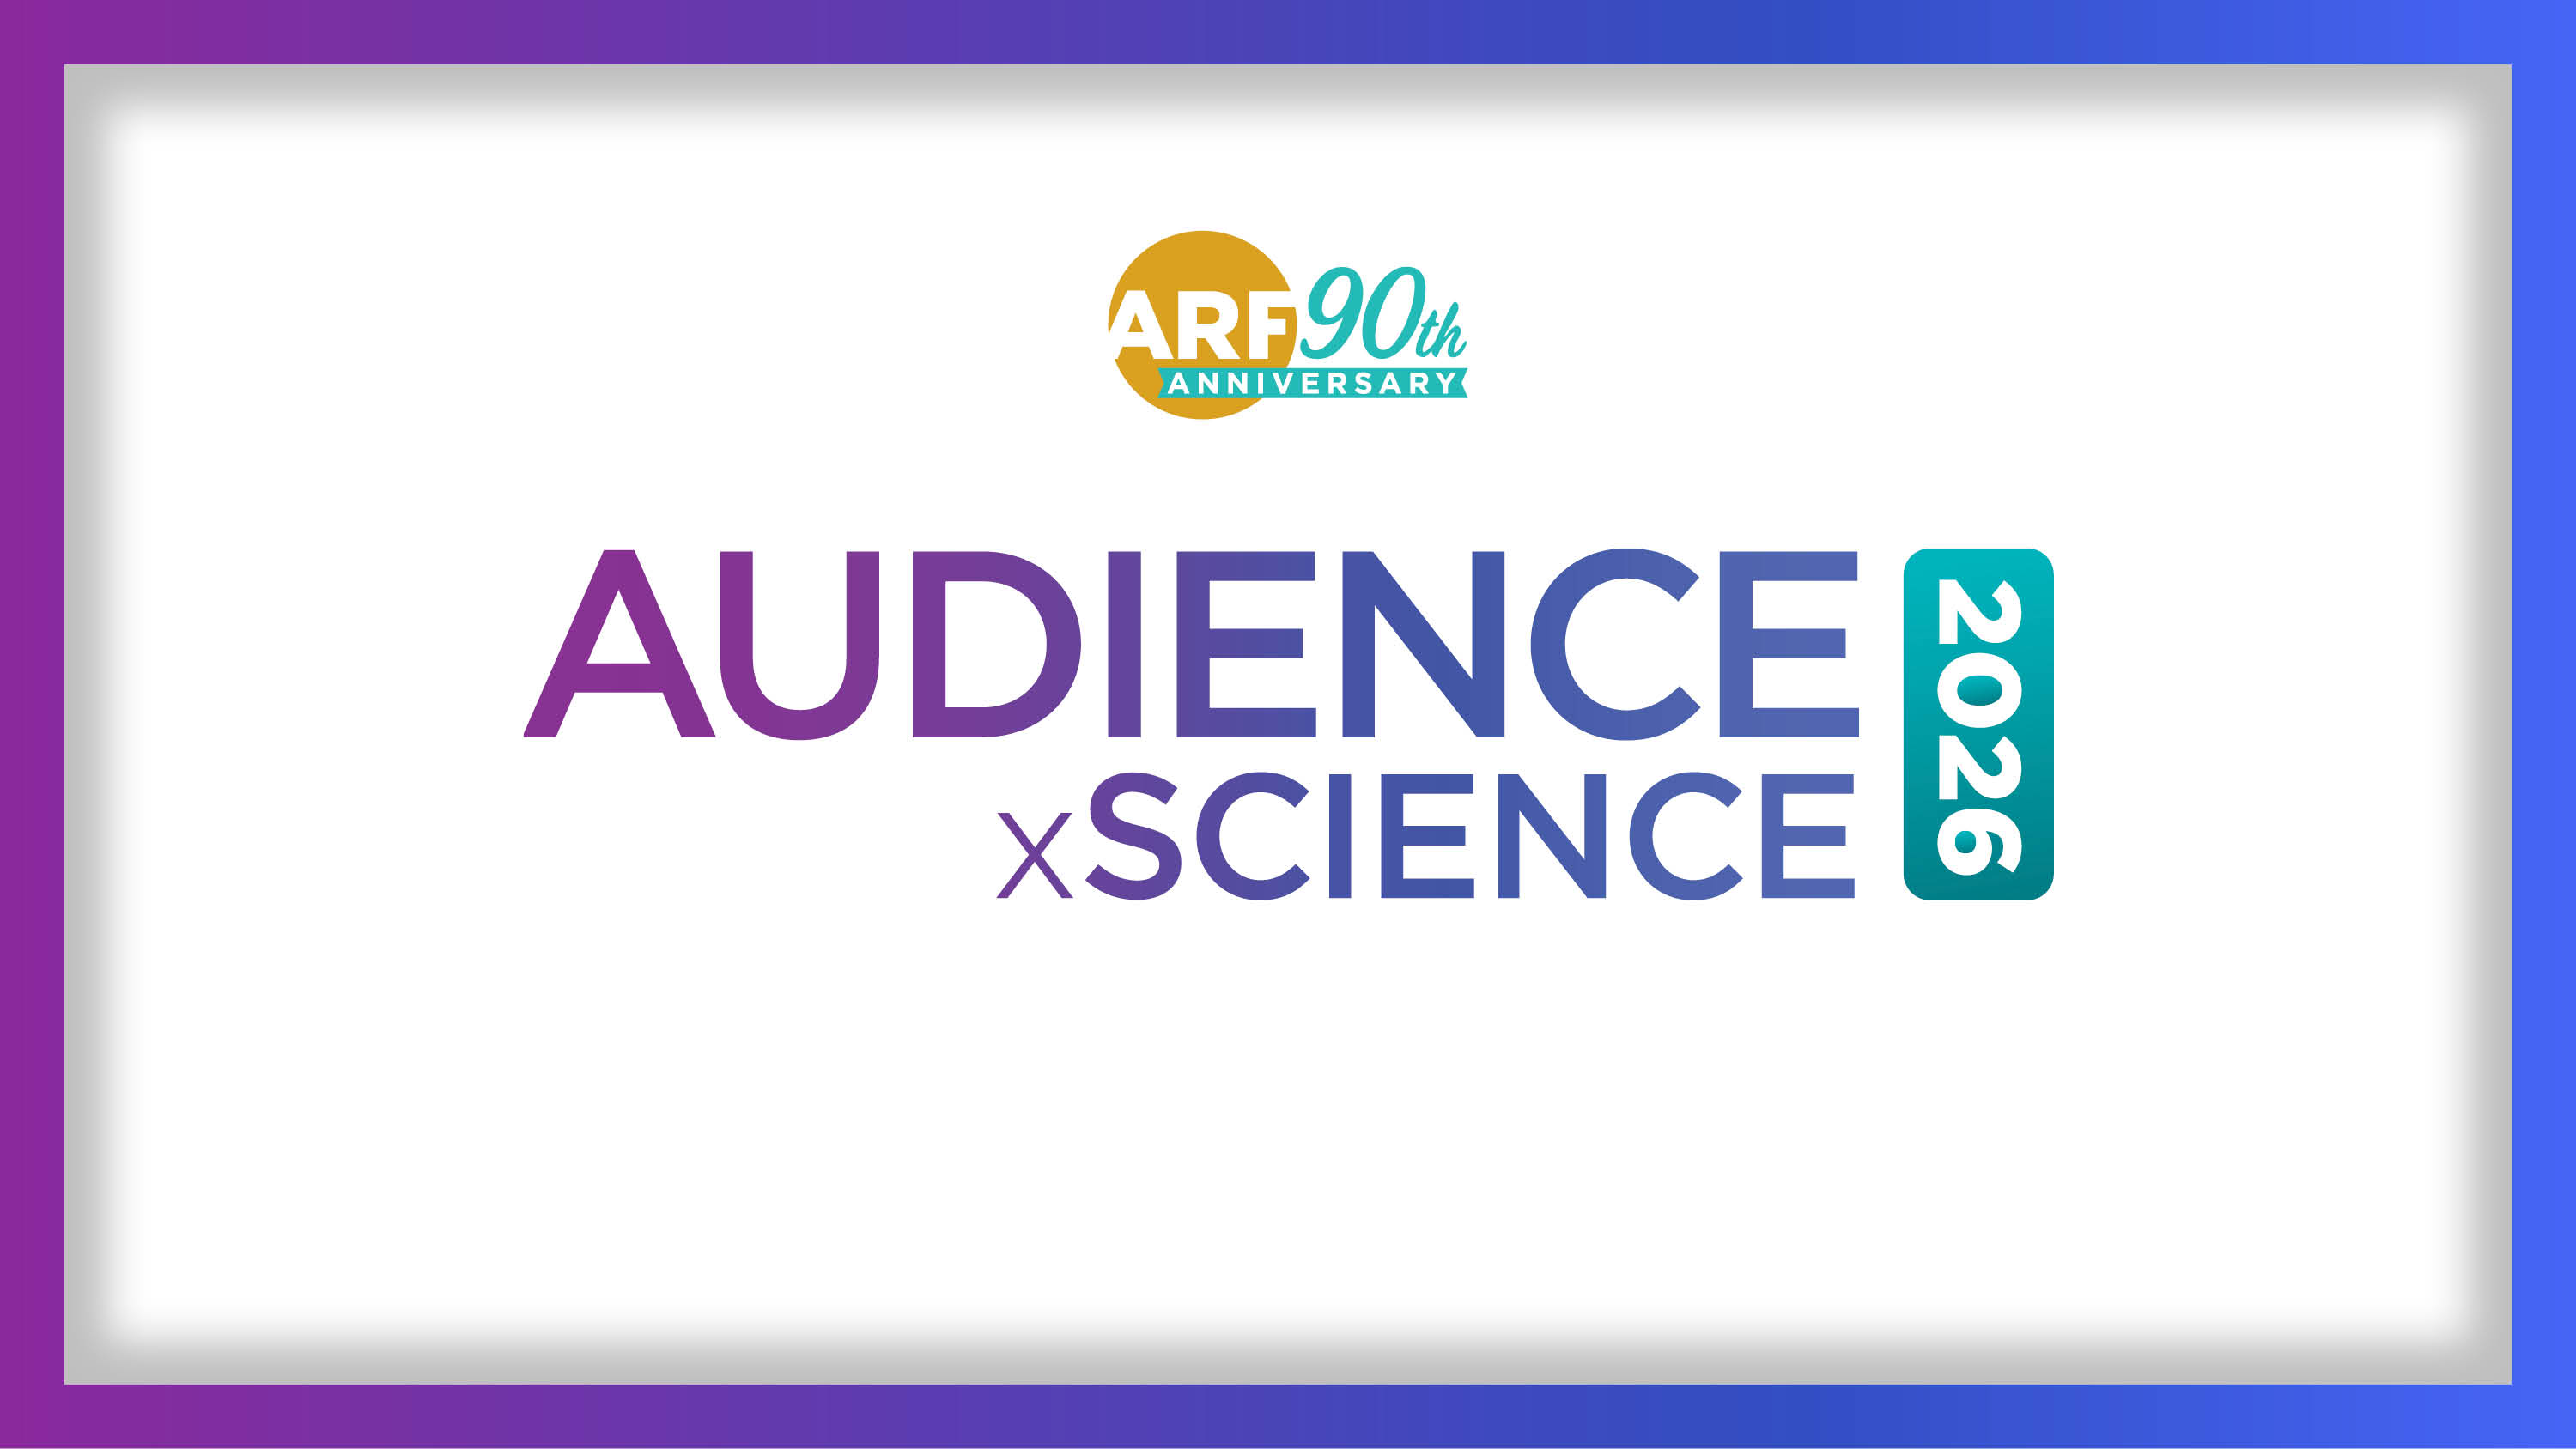 ARF 90th
ANNIVERSARY
AUDIENCE
xSCIENCE
2026